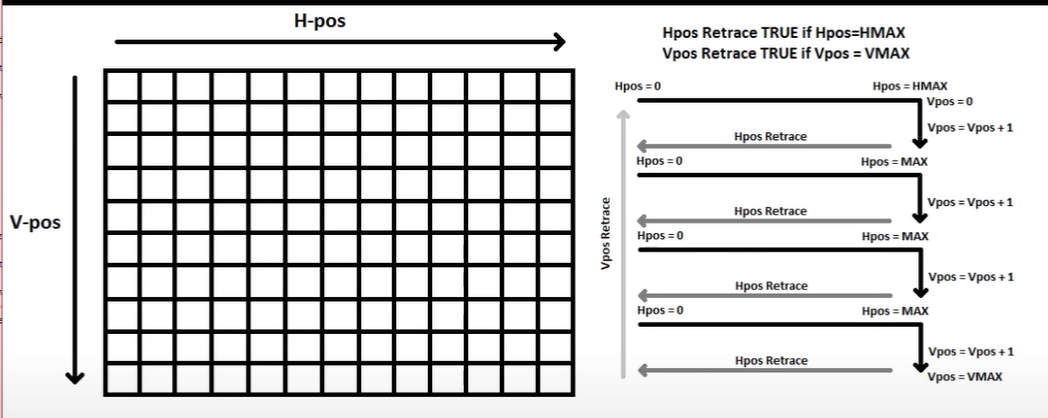 H-pos
V-pos
Hpos Retrace TRUE if Hpos=HMAX
Vpos Retrace TRUE if Vpos = VMAX
Hpos = 0
Hpos = HMAX
Vpos = 0
Vpos = Vpos + 1
Hpos Retrace
Hpos = 0
Hpos = MAX
Vpos = Vpos + 1
Hpos Retrace
Hpos = 0
Hpos = MAX
Vpos = Vpos + 1
Hpos Retrace
Hpos = 0
Hpos = MAX
Vpos = Vpos + 1
Hpos Retrace
Vpos = VMAX
Vpos Retrace